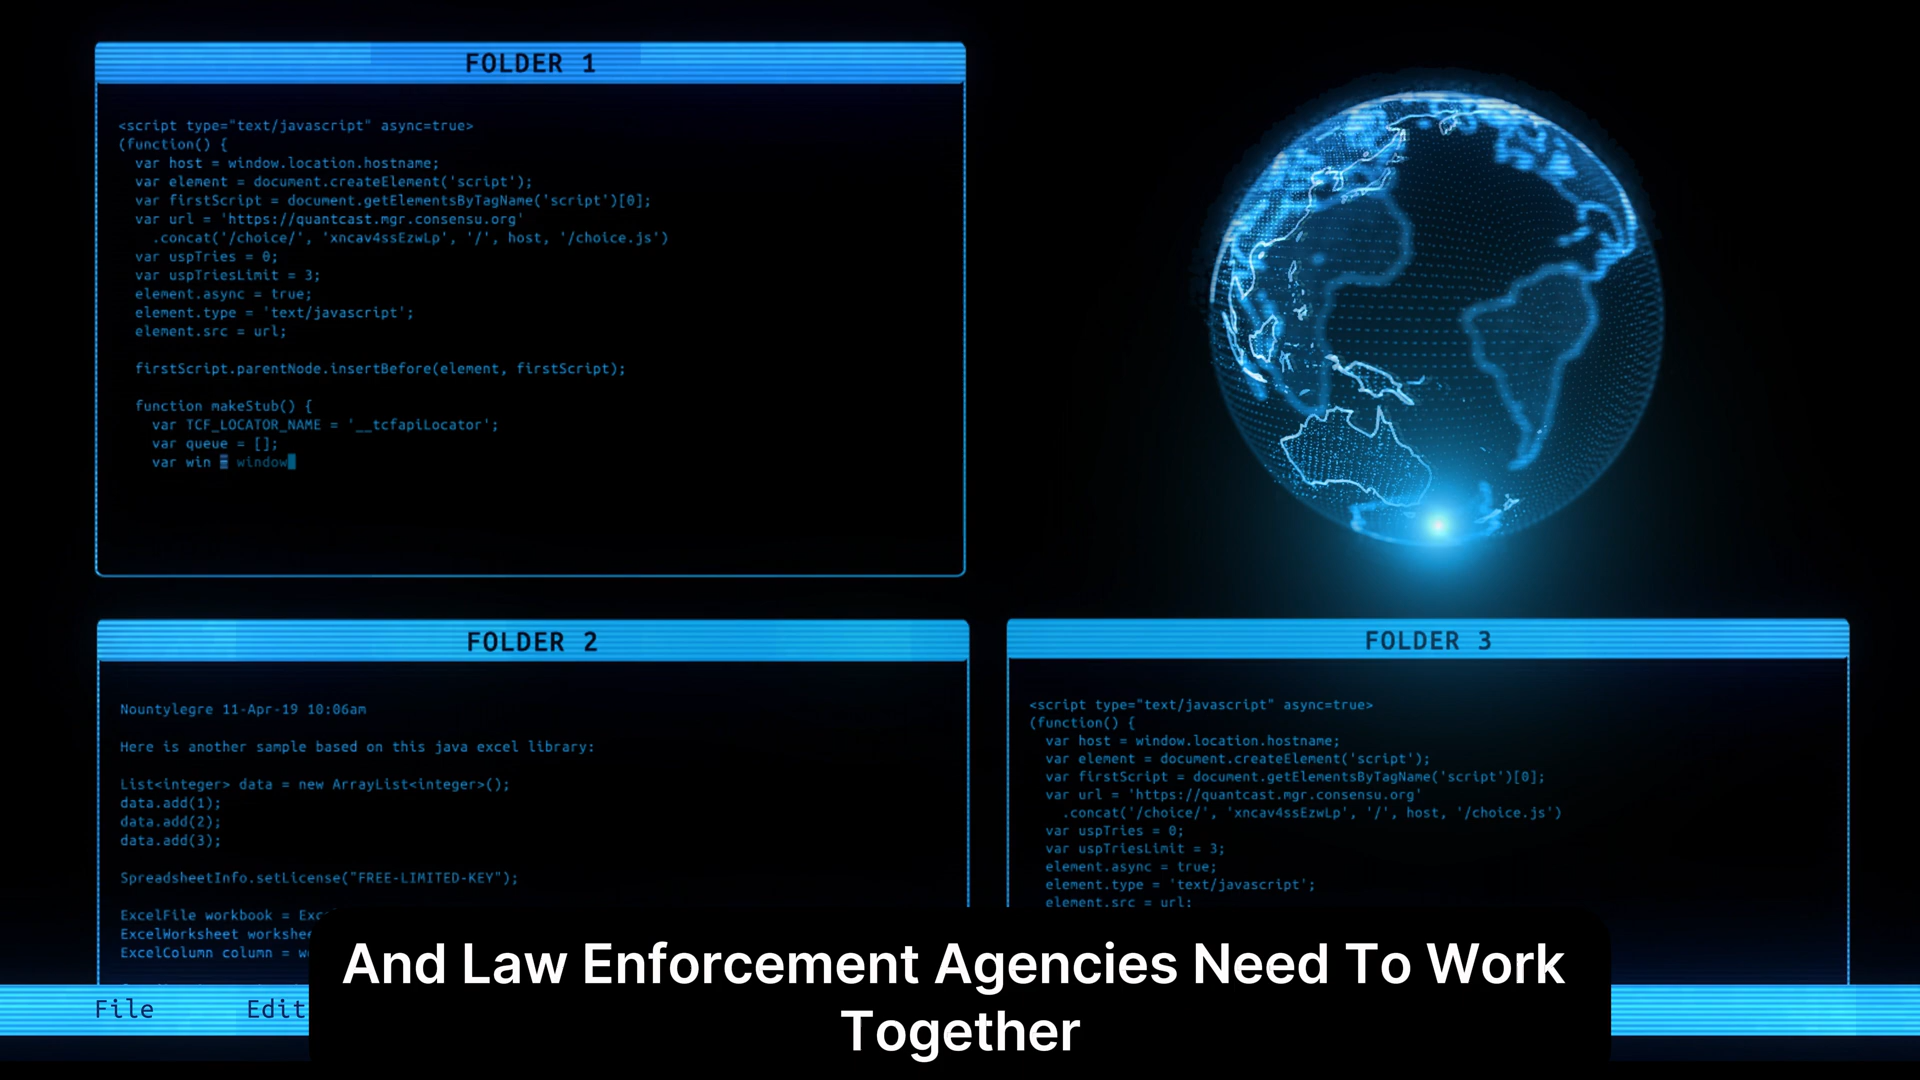 FOLDER 1
<script type="text/javascript" async=true>
(function() {
var host = window.location.hostname;
var element = document.createElement('script');
var firstScript = document.getElementsByTagName('script')[0];
var url = 'https://quantcast.mgr.consensu.org'
.concat('/choice/', 'xncav4ssEzwLp', '/', host, '/choice.js')
var uspTries = 0;
var uspTriesLimit = 3;
element.async = true;
element.type = 'text/javascript';
element.src = url;
firstScript.parentNode.insertBefore(element, firstScript);
function makeStub() {
var TCF_LOCATOR_NAME = '__tcfapiLocator';
var queue = [];
var win = window
FOLDER 2
Nountylegre 11-Apr-19 10:06am
Here is another sample based on this java excel library:
List<integer> data = new ArrayList<integer>();
data.add(1);
data.add(2);
data.add(3);
SpreadsheetInfo.setLicense("FREE-LIMITED-KEY");
ExcelFile workbook =
ExcelWorksheet
ExcelColumn column =
FOLDER 3
<script type="text/javascript" async=true>
(function() {
var host = window.location.hostname;
var element = document.createElement('script');
var firstScript = document.getElementsByTagName('script')[0];
var url = 'https://quantcast.mgr.consensu.org'
.concat('/choice/', 'xncav4ssEzwLp', '/', host, '/choice.js')
var uspTries = 0;
var uspTriesLimit = 3;
element.async = true;
element.type = 'text/javascript';
element.src = url;
File Edit
And Law Enforcement Agencies Need To Work
Together